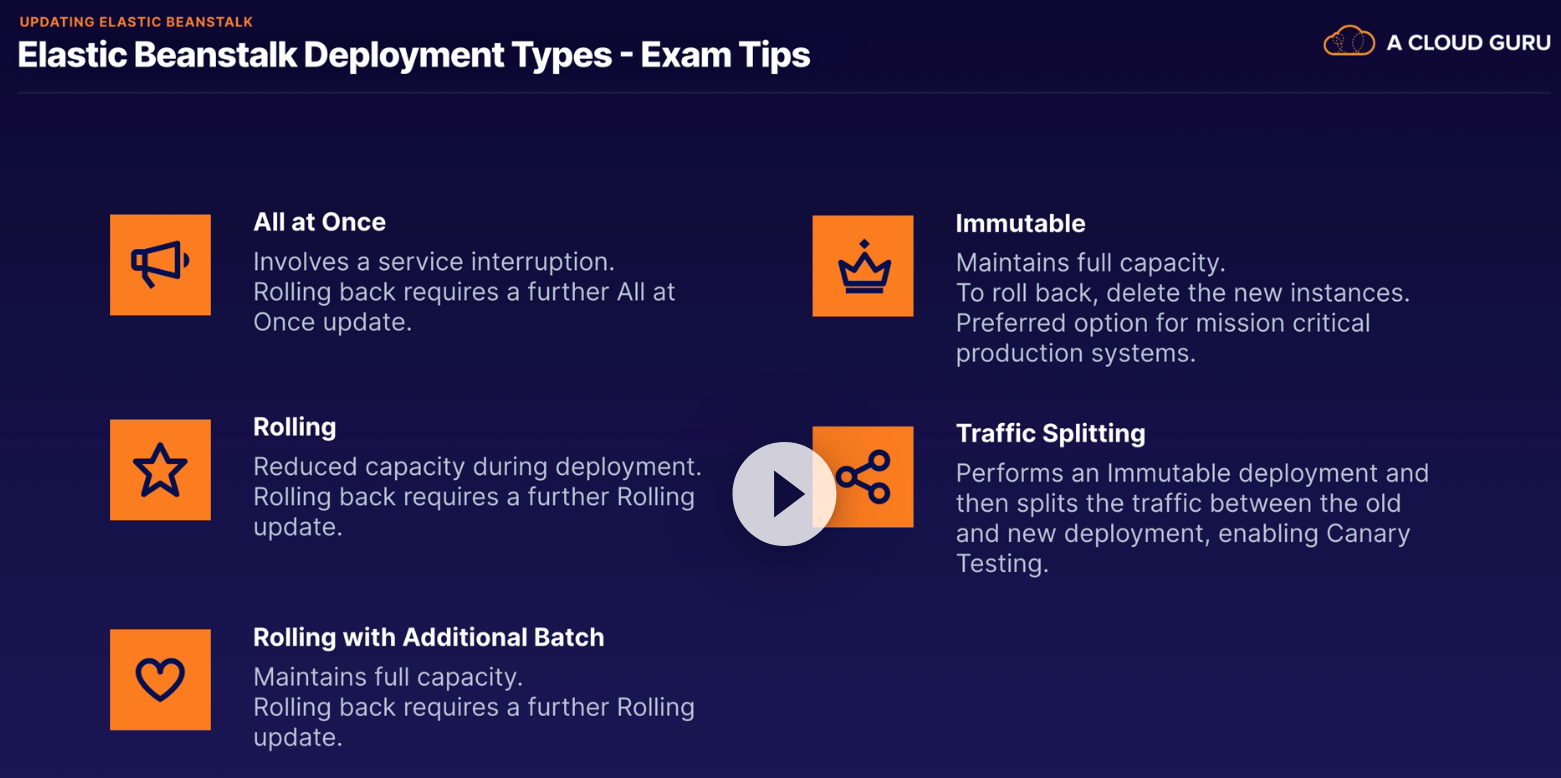 UPDATING ELASTIC BEANSTALK
Elastic Beanstalk Deployment Types - Exam Tips
A CLOUD GURU
All at Once
Involves a service interruption.
Rolling back requires a further All at
Once update.
Rolling
Reduced capacity during deployment.
Rolling back requires a further Rolling
update.
Rolling with Additional Batch
Maintains full capacity.
Rolling back requires a further Rolling
update.
Immutable
Maintains full capacity.
To roll back, delete the new instances.
Preferred option for mission critical
production systems.
Traffic Splitting
Performs an Immutable deployment and
then splits the traffic between the old
and new deployment, enabling Canary
Testing.